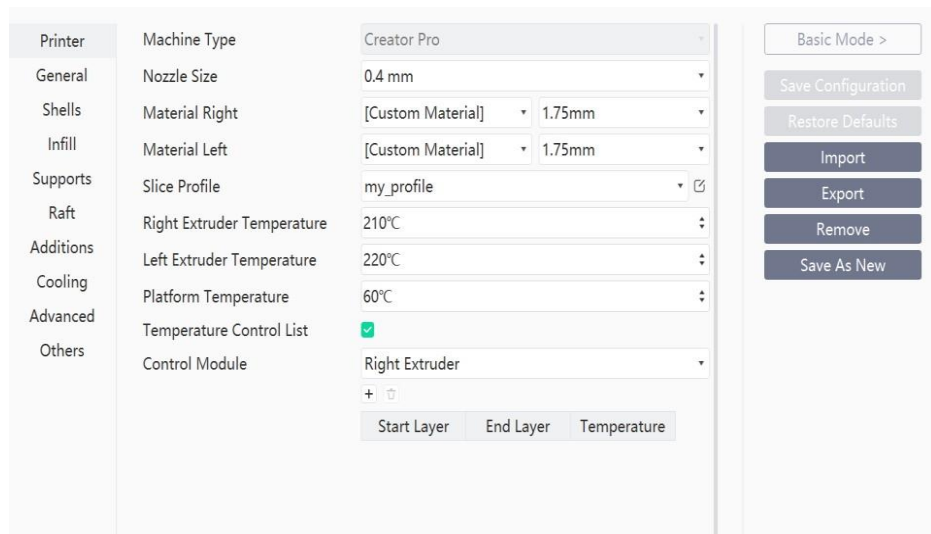 Printer
General
Shells
Infill
Supports
Raft
Additions
Cooling
Advanced
Others
Machine Type Creator Pro
Nozzle Size 0.4 mm
Material Right [Custom Material] 1.75mm
Material Left [Custom Material] 1.75mm
Slice Profile my_profile
Right Extruder Temperature 210℃
Left Extruder Temperature 220℃
Platform Temperature 60℃
Temperature Control List
Control Module Right Extruder
+
Start Layer End Layer Temperature
Basic Mode >
Save Configuration
Restore Defaults
Import
Export
Remove
Save As New